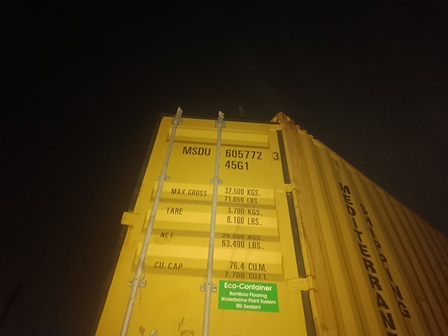 MSDU 605772 3
45G1
MAX GROSS 32.500 KGS.
71.650 LBS.
TARE 3.700 KGS.
8.160 LBS.
NET 28.800 KGS.
63.490 LBS.
CU.CAP. 76.4 CU.M.
2.700 CU.FT.
Eco-Container
Bamboo Flooring
Waterborne Paint System
MEDITERRAN
SHIPPING